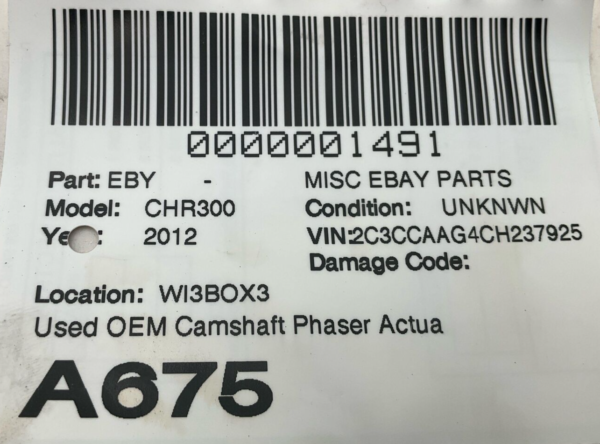 0000001491
Part: EBY - MISC EBAY PARTS
Model: CHR300 Condition: UNKNWN
Ye 2012 VIN:2C3CCAAG4CH237925
Damage Code:
Location: WI3BOX3
Used OEM Camshaft Phaser Actua
A675